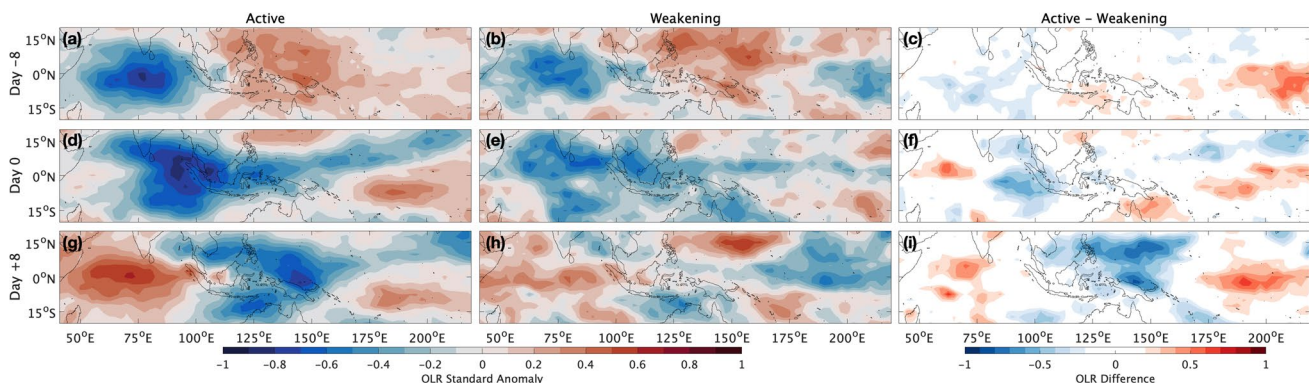 Active
Weakening
Active − Weakening
Day −8
(a)
(b)
(c)
15°N
0°N
15°S
Day 0
(d)
(e)
(f)
15°N
0°N
15°S
Day +8
(g)
(h)
(i)
15°N
0°N
15°S
50°E 75°E 100°E 125°E 150°E 175°E 200°E
50°E 75°E 100°E 125°E 150°E 175°E 200°E
50°E 75°E 100°E 125°E 150°E 175°E 200°E
−1 −0.8 −0.6 −0.4 −0.2 0 0.2 0.4 0.6 0.8 1
OLR Standard Anomaly
−1 −0.5 0 0.5 1
OLR Difference